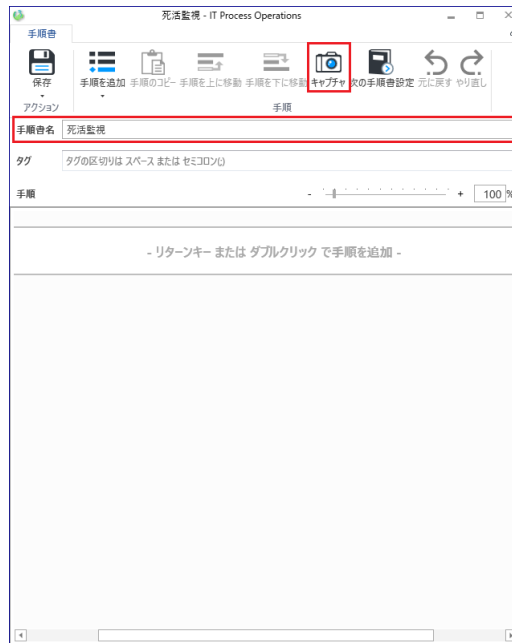 死活監視 - IT Process Operations
手順書
保存
手順を追加
手順のコピー
手順を上に移動
手順を下に移動
キャプチャ
次の手順書設定
元に戻す
やり直し
アクション
手順
手順書名
死活監視
タグ
タグの区切りは スペース または セミコロン(;)
手順
- + 100 %
- リターンキー または ダブルクリック で手順を追加 -